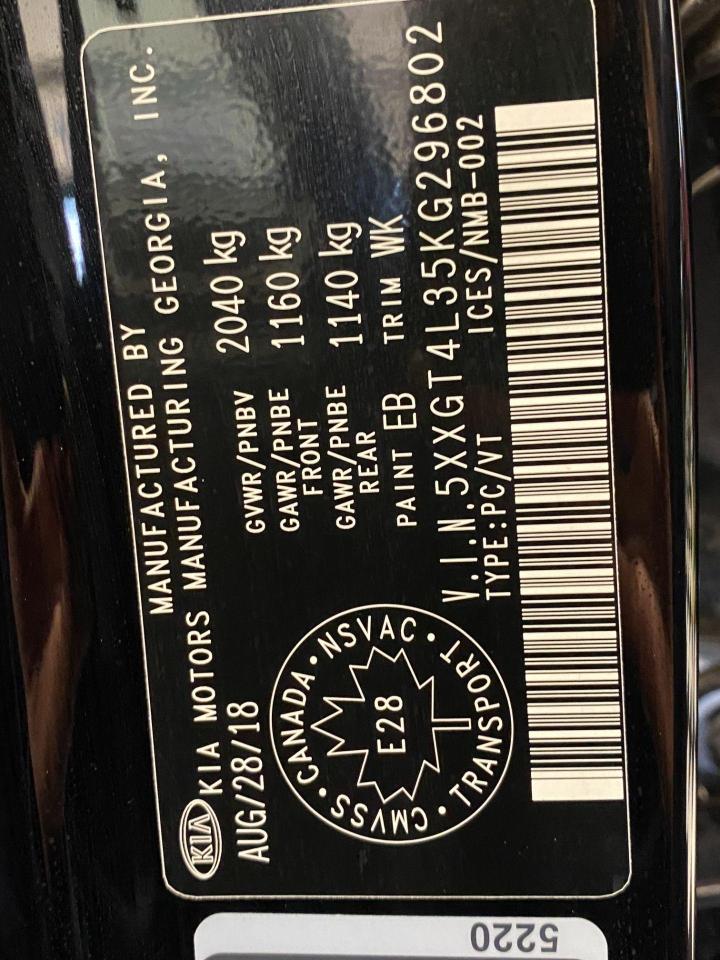 MANUFACTURED BY
KIA KIA MOTORS MANUFACTURING GEORGIA, INC.
AUG/28/18
GVWR/PNBV 2040 kg
GAWR/PNBE FRONT 1160 kg
GAWR/PNBE REAR 1140 kg
PAINT EB TRIM WK
V.I.N.5XXGT4L35KG296802
TYPE:PC/VT ICES/NMB-002
CMVSS • CANADA • NSVAC • TRANSPORT •
E28
5220